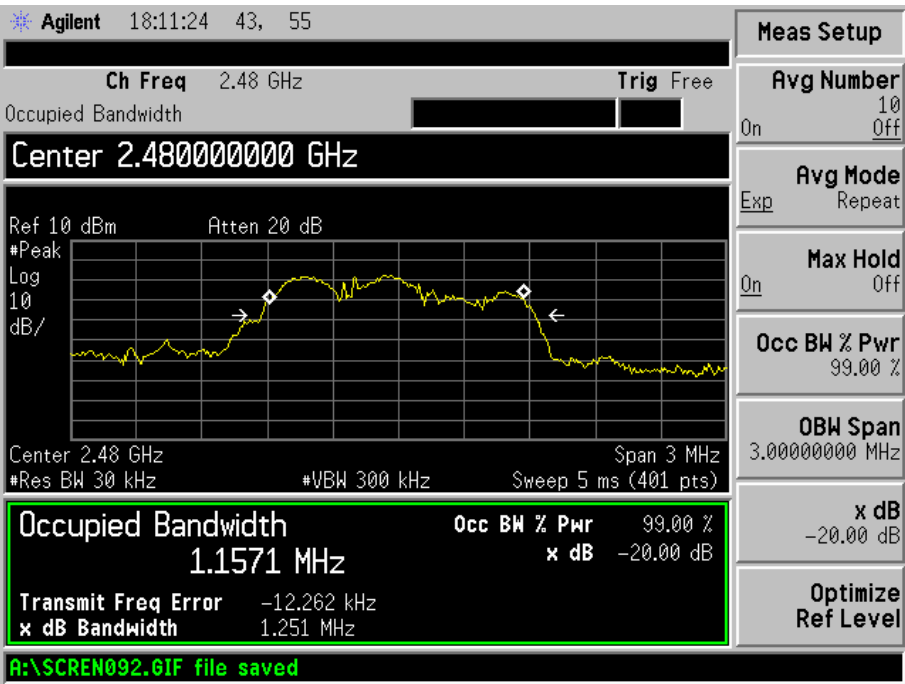 Agilent 18:11:24 43, 55
Ch Freq 2.48 GHz Trig Free
Occupied Bandwidth
Center 2.480000000 GHz
Ref 10 dBm Atten 20 dB
#Peak
Log
10
dB/
Center 2.48 GHz Span 3 MHz
#Res BW 30 kHz #VBW 300 kHz Sweep 5 ms (401 pts)
Occupied Bandwidth Occ BW % Pwr 99.00 %
1.1571 MHz x dB -20.00 dB
Transmit Freq Error -12.262 kHz
x dB Bandwidth 1.251 MHz
A:\SCREN092.GIF file saved
Meas Setup
Avg Number
10
On Off
Avg Mode
Exp Repeat
Max Hold
On Off
Occ BW % Pwr
99.00 %
OBW Span
3.00000000 MHz
x dB
-20.00 dB
Optimize
Ref Level